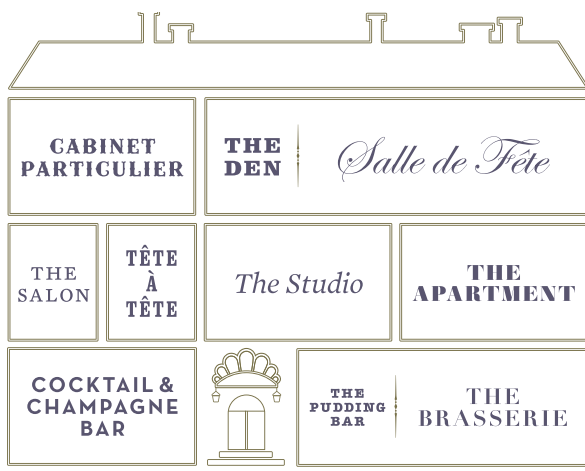 CABINET
PARTICULIER
THE
DEN
Salle de Fête
THE
SALON
TÊTE
À
TÊTE
The Studio
THE
APARTMENT
COCKTAIL &
CHAMPAGNE
BAR
THE
PUDDING
BAR
THE
BRASSERIE